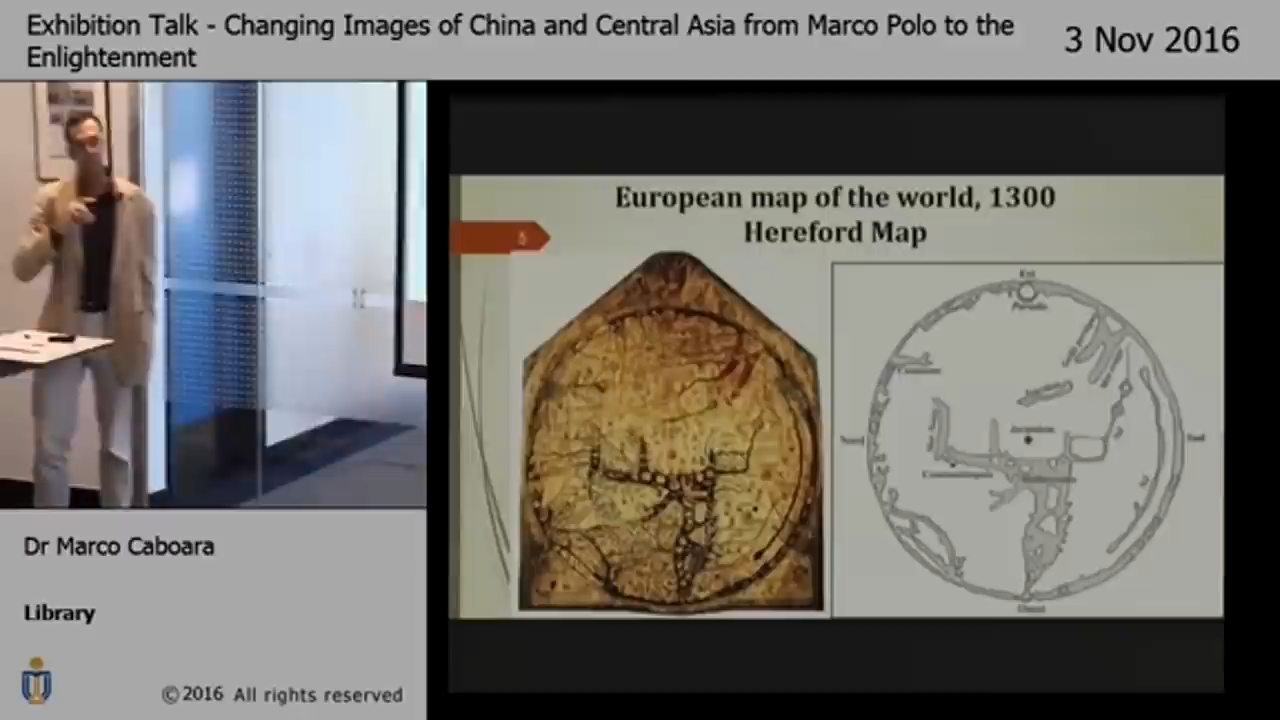 Exhibition Talk - Changing Images of China and Central Asia from Marco Polo to the
Enlightenment
3 Nov 2016
European map of the world, 1300
Hereford Map
Dr Marco Caboara
Library
©2016 All rights reserved